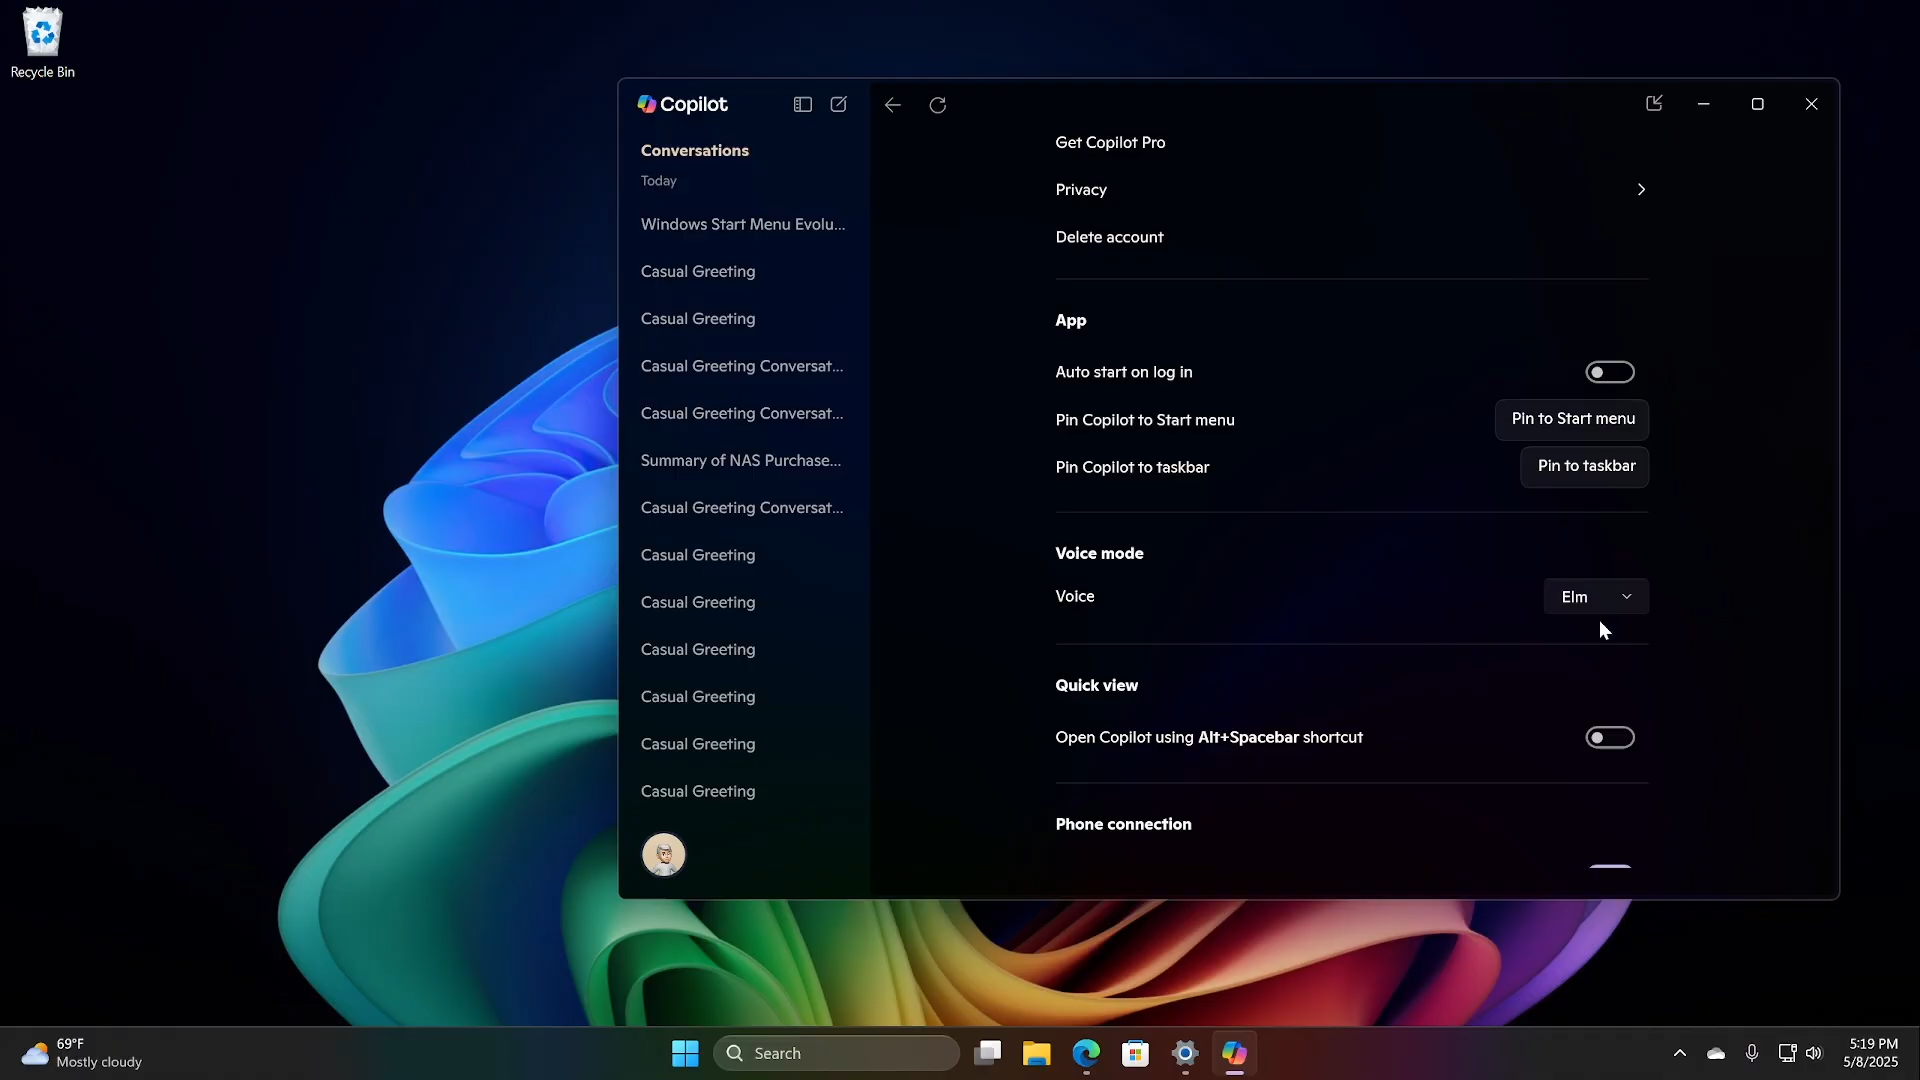 Recycle Bin
Copilot
Conversations
Today
Windows Start Menu Evolu...
Casual Greeting
Casual Greeting
Casual Greeting Conversat...
Casual Greeting Conversat...
Summary of NAS Purchase...
Casual Greeting Conversat...
Casual Greeting
Casual Greeting
Casual Greeting
Casual Greeting
Casual Greeting
Casual Greeting
Get Copilot Pro
Privacy
Delete account
App
Auto start on log in
Pin Copilot to Start menu Pin to Start menu
Pin Copilot to taskbar Pin to taskbar
Voice mode
Voice Elm
Quick view
Open Copilot using Alt+Spacebar shortcut
Phone connection
69°F
Mostly cloudy
Search
5:19 PM
5/8/2025